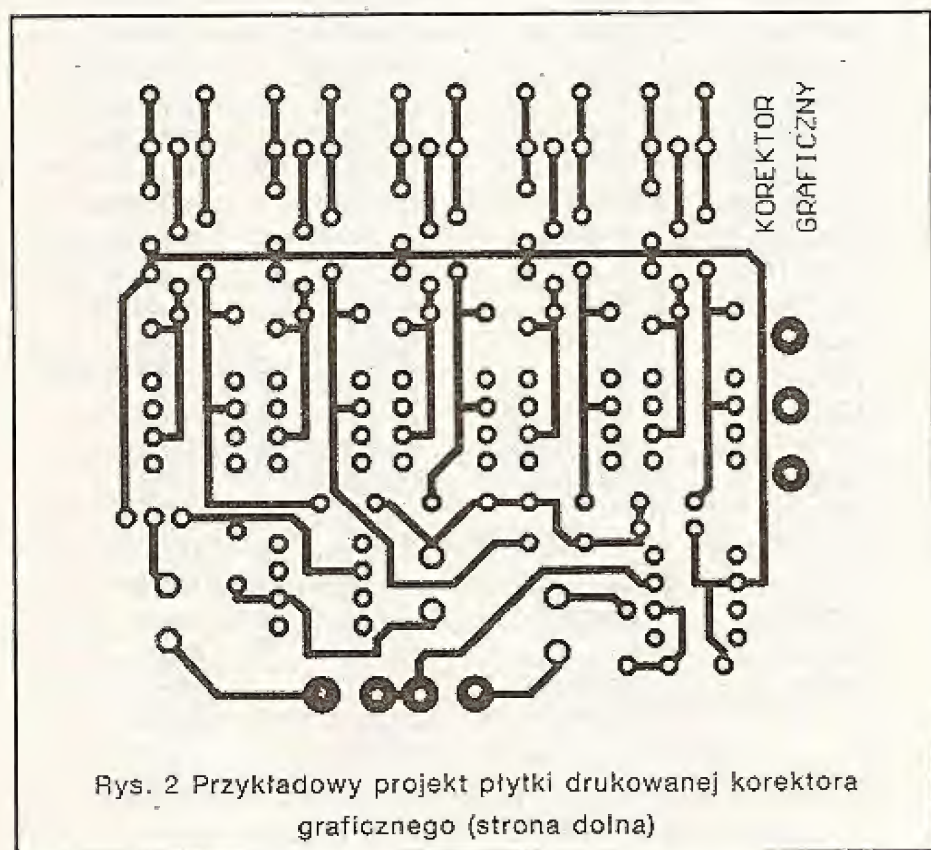 KOREKTOR
GRAFICZNY
Rys. 2 Przykładowy projekt płytki drukowanej korektora
graficznego (strona dolna)